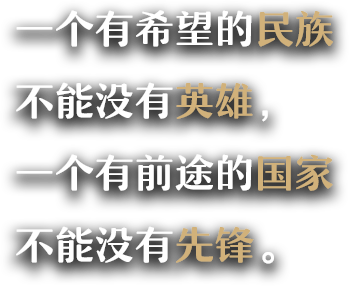 一个有希望的民族
不能没有英雄，
一个有前途的国家
不能没有先锋。